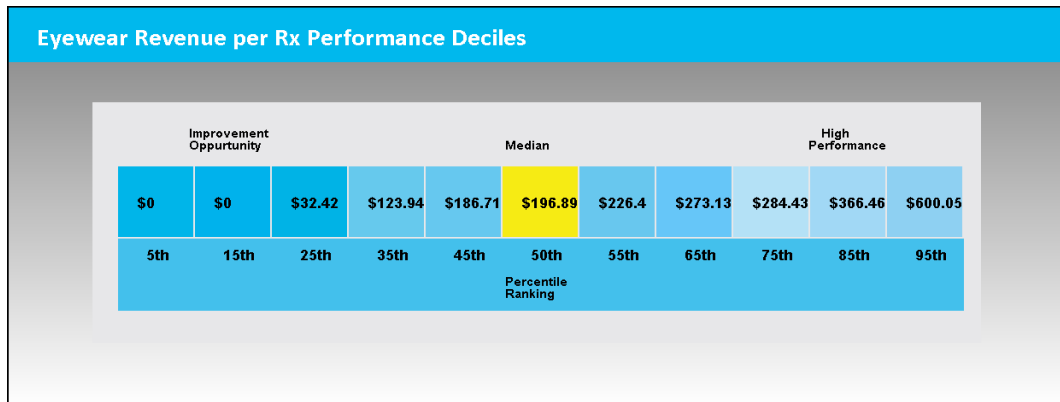 Eyewear Revenue per Rx Performance Deciles
Improvement
Oppurtunity
Median
High
Performance
$0 $0 $32.42 $123.94 $186.71 $196.89 $226.4 $273.13 $284.43 $366.46 $600.05
5th 15th 25th 35th 45th 50th 55th 65th 75th 85th 95th
Percentile
Ranking